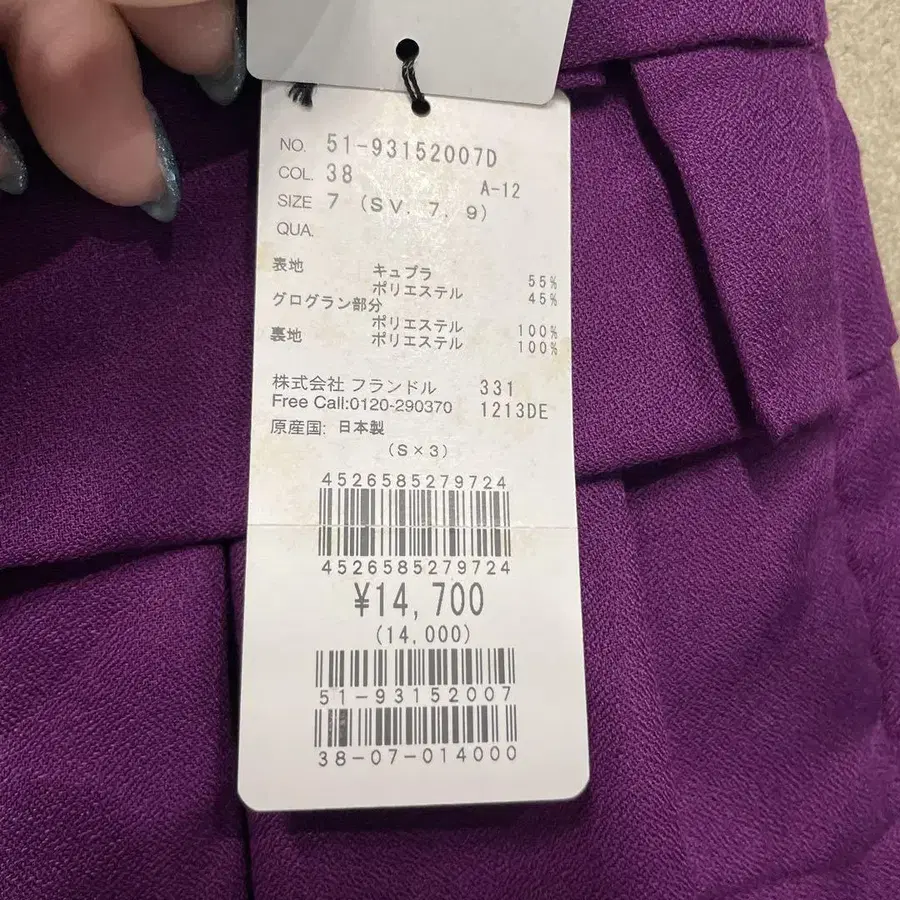 NO. 51-93152007D
COL. 38 A-12
SIZE 7 (SV, 7, 9)
QUA.
表地 キュプラ 55%
ポリエステル 45%
グログラン部分
ポリエステル 100%
裏地 ポリエステル 100%
株式会社 フランドル 331
Free Call:0120-290370 1213DE
原産国: 日本製
(S×3)
4526585279724
4526585279724
¥14,700
(14,000)
51-93152007
38-07-014000